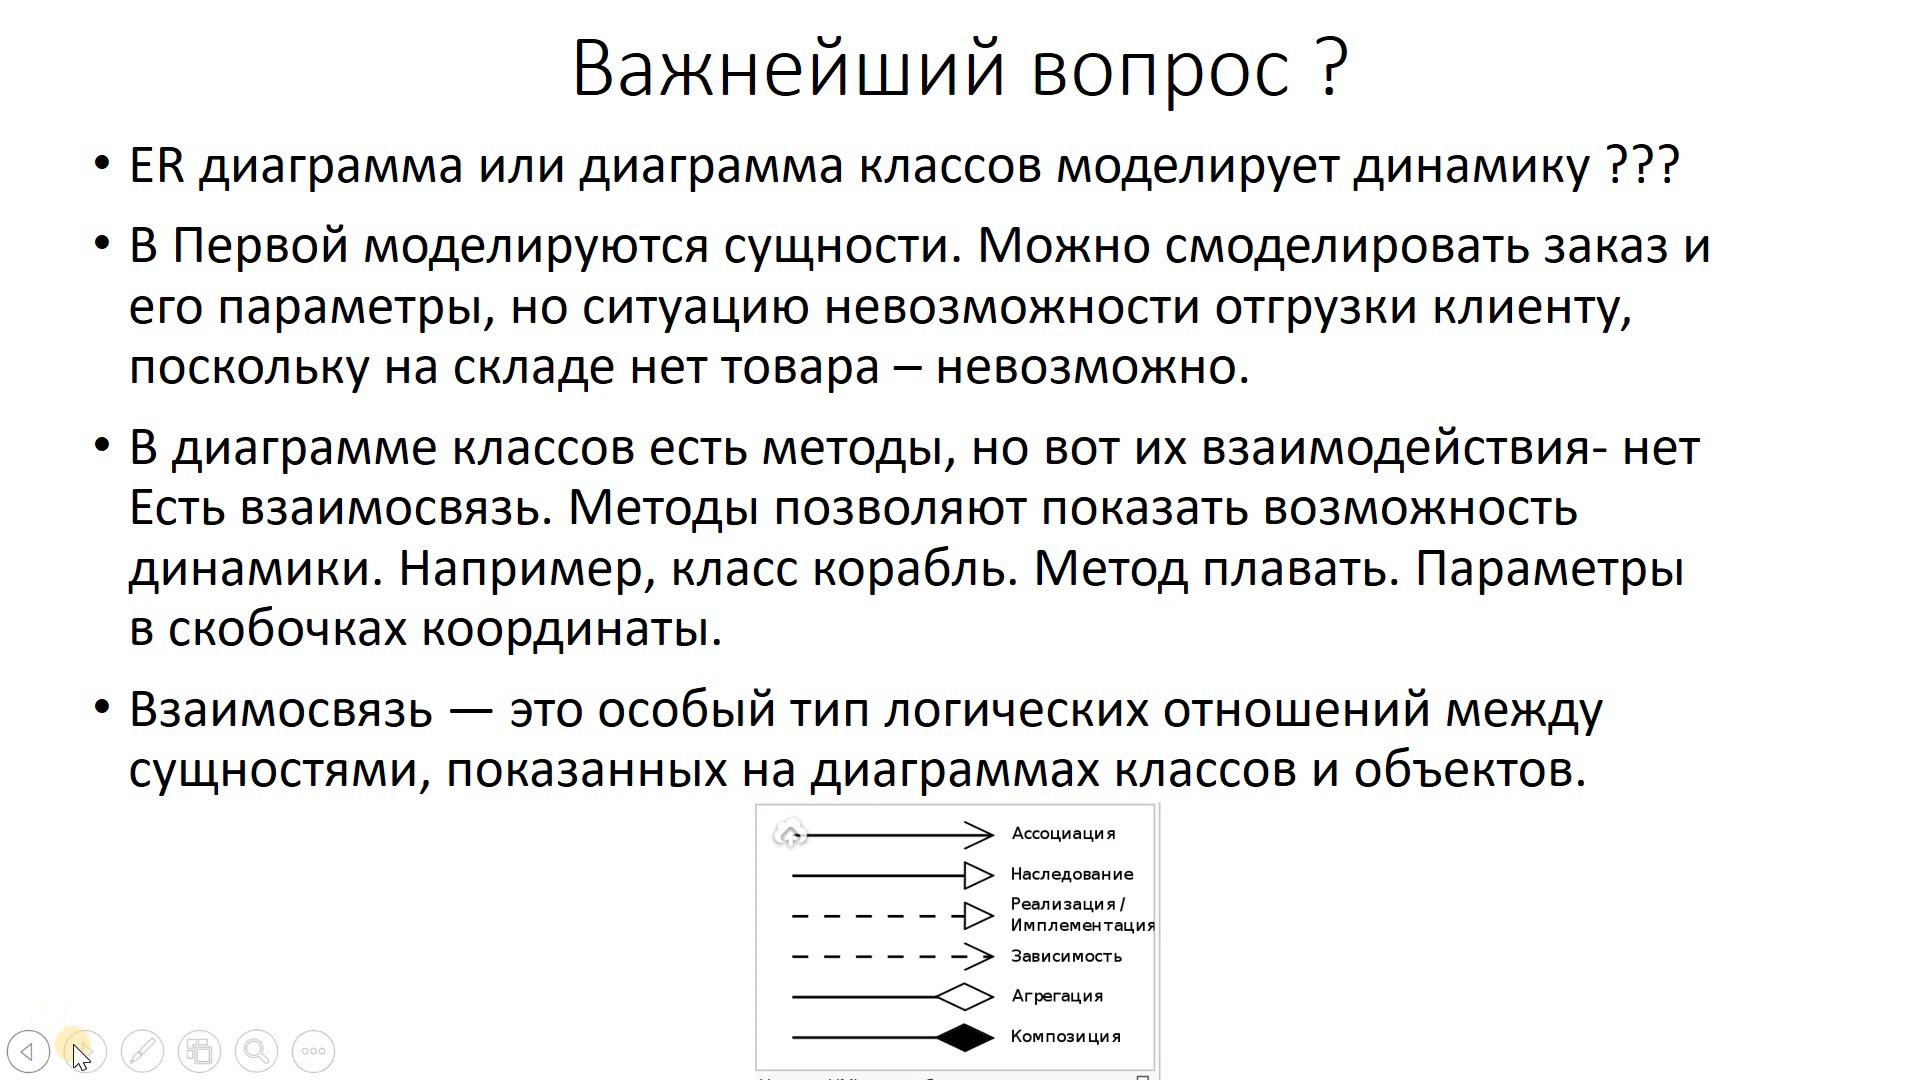 Важнейший вопрос ?
• ER диаграмма или диаграмма классов моделирует динамику ???
• В Первой моделируются сущности. Можно смоделировать заказ и
его параметры, но ситуацию невозможности отгрузки клиенту,
поскольку на складе нет товара – невозможно.
• В диаграмме классов есть методы, но вот их взаимодействия- нет
Есть взаимосвязь. Методы позволяют показать возможность
динамики. Например, класс корабль. Метод плавать. Параметры
в скобочках координаты.
• Взаимосвязь — это особый тип логических отношений между
сущностями, показанных на диаграммах классов и объектов.
Ассоциация
Наследование
Реализация /
Имплементация
Зависимость
Агрегация
Композиция